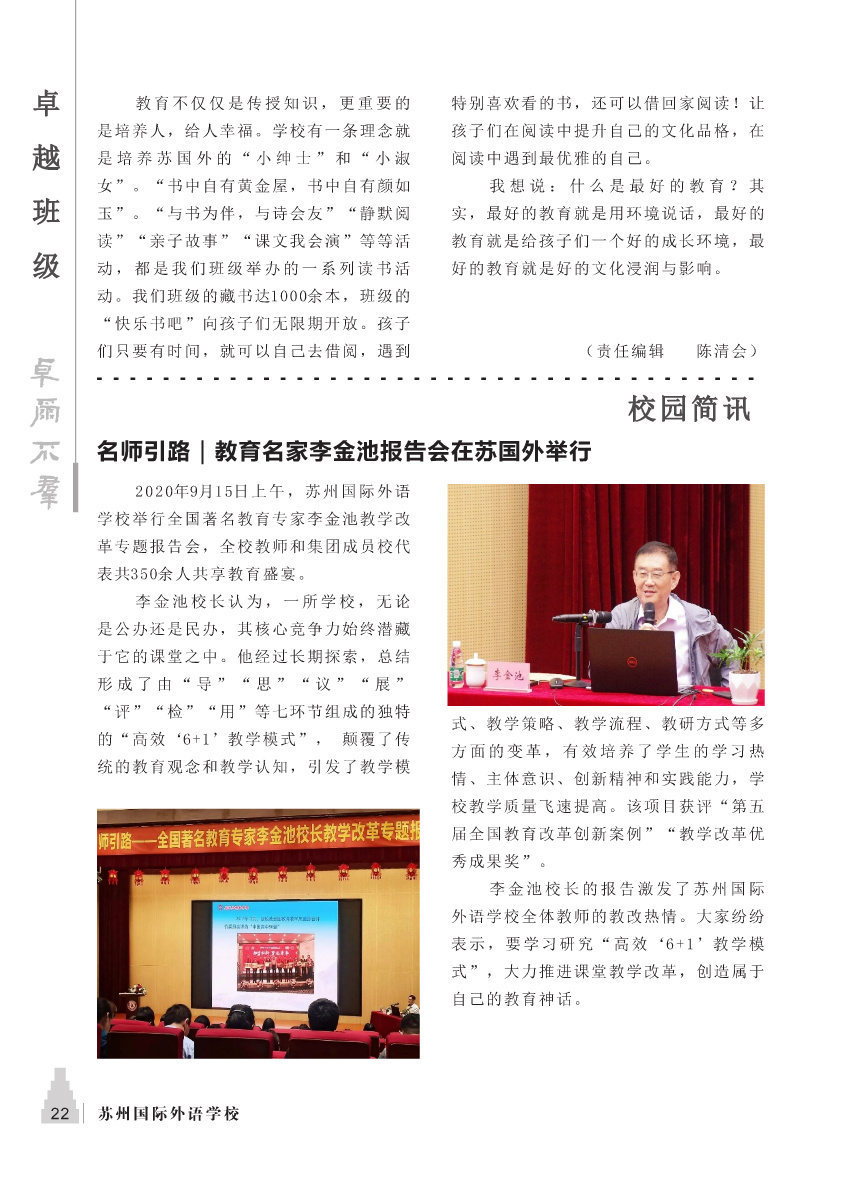 卓越班级
卓尔不群
教育不仅仅是传授知识，更重要的
是培养人，给人幸福。学校有一条理念就
是培养苏国外的“小绅士”和“小淑
女”。“书中自有黄金屋，书中自有颜如
玉”。“与书为伴，与诗会友”“静默阅
读”“亲子故事”“课文我会演”等等活
动，都是我们班级举办的一系列读书活
动。我们班级的藏书达1000余本，班级的
“快乐书吧”向孩子们无限期开放。孩子
们只要有时间，就可以自己去借阅，遇到
特别喜欢看的书，还可以借回家阅读！让
孩子们在阅读中提升自己的文化品格，在
阅读中遇到最优雅的自己。
我想说：什么是最好的教育？其
实，最好的教育就是用环境说话，最好的
教育就是给孩子们一个好的成长环境，最
好的教育就是好的文化浸润与影响。
（责任编辑　陈清会）
校园简讯
名师引路｜教育名家李金池报告会在苏国外举行
2020年9月15日上午，苏州国际外语
学校举行全国著名教育专家李金池教学改
革专题报告会，全校教师和集团成员校代
表共350余人共享教育盛宴。
李金池校长认为，一所学校，无论
是公办还是民办，其核心竞争力始终潜藏
于它的课堂之中。他经过长期探索，总结
形成了由“导”“思”“议”“展”
“评”“检”“用”等七环节组成的独特
的“高效‘6+1’教学模式”， 颠覆了传
统的教育观念和教学认知，引发了教学模
师引路——全国著名教育专家李金池校长教学改革专题报
李金池
DELL
式、教学策略、教学流程、教研方式等多
方面的变革，有效培养了学生的学习热
情、主体意识、创新精神和实践能力，学
校教学质量飞速提高。该项目获评“第五
届全国教育改革创新案例”“教学改革优
秀成果奖”。
李金池校长的报告激发了苏州国际
外语学校全体教师的教改热情。大家纷纷
表示，要学习研究“高效‘6+1’教学模
式”，大力推进课堂教学改革，创造属于
自己的教育神话。
22
苏州国际外语学校